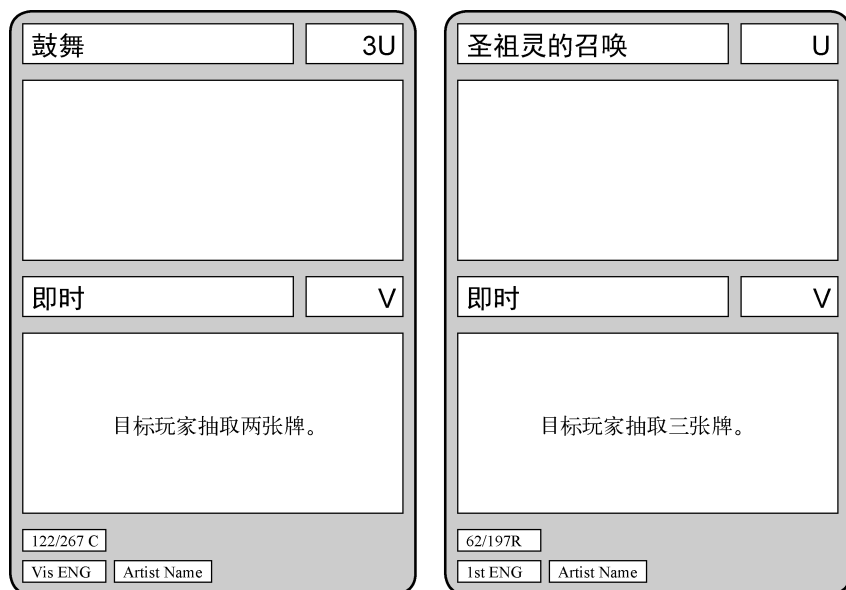 鼓舞
3U
即时
V
目标玩家抽取两张牌。
122/267 C
Vis ENG
Artist Name
圣祖灵的召唤
U
即时
V
目标玩家抽取三张牌。
62/197R
1st ENG
Artist Name